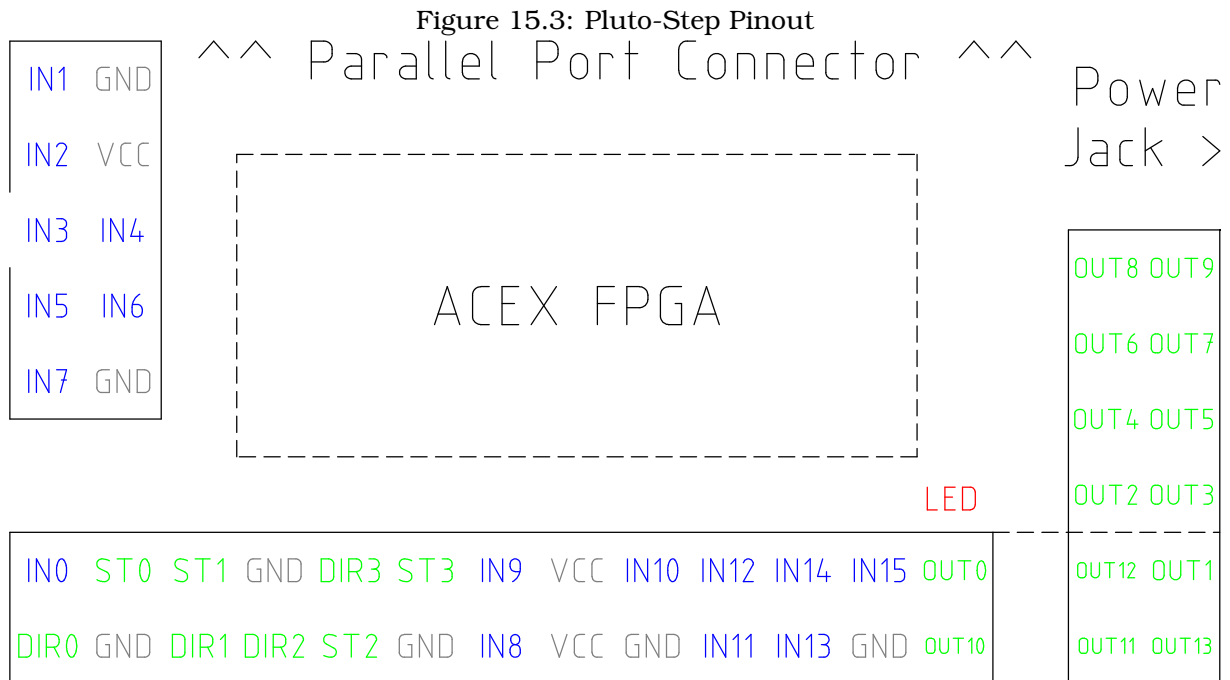 Figure 15.3: Pluto-Step Pinout
^^ Parallel Port Connector ^^
Power
Jack >
IN1 GND
IN2 VCC
IN3 IN4
IN5 IN6
IN7 GND
ACEX FPGA
OUT8 OUT9
OUT6 OUT7
OUT4 OUT5
OUT2 OUT3
LED
IN0 ST0 ST1 GND DIR3 ST3 IN9 VCC IN10 IN12 IN14 IN15 OUT0 OUT12 OUT1
DIR0 GND DIR1 DIR2 ST2 GND IN8 VCC GND IN11 IN13 GND OUT10 OUT11 OUT13